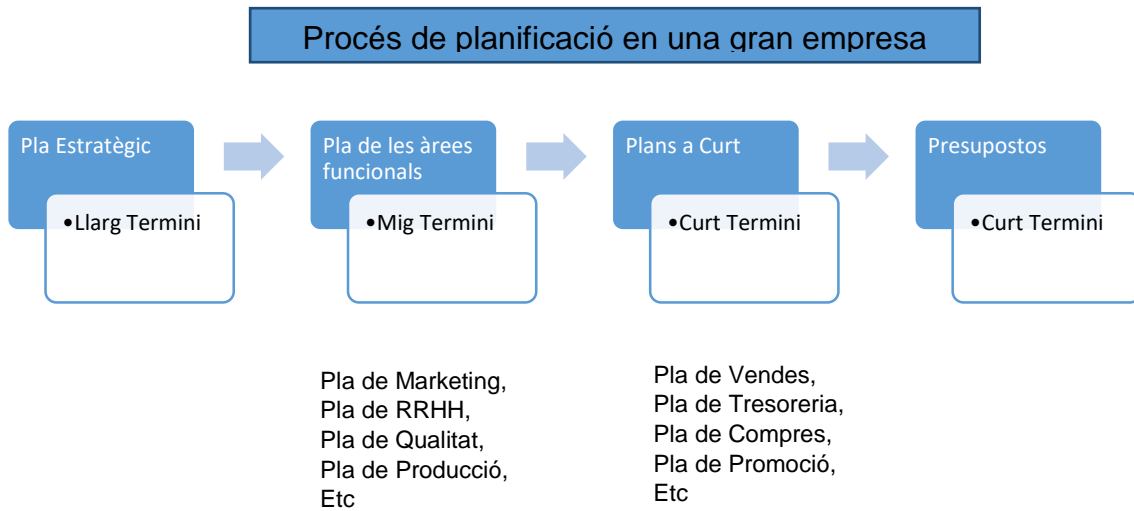 Procés de planificació en una gran empresa
Pla Estratègic
•Llarg Termini
Pla de les àrees
funcionals
•Mig Termini
Plans a Curt
•Curt Termini
Presupostos
•Curt Termini
Pla de Marketing,
Pla de RRHH,
Pla de Qualitat,
Pla de Producció,
Etc
Pla de Vendes,
Pla de Tresoreria,
Pla de Compres,
Pla de Promoció,
Etc